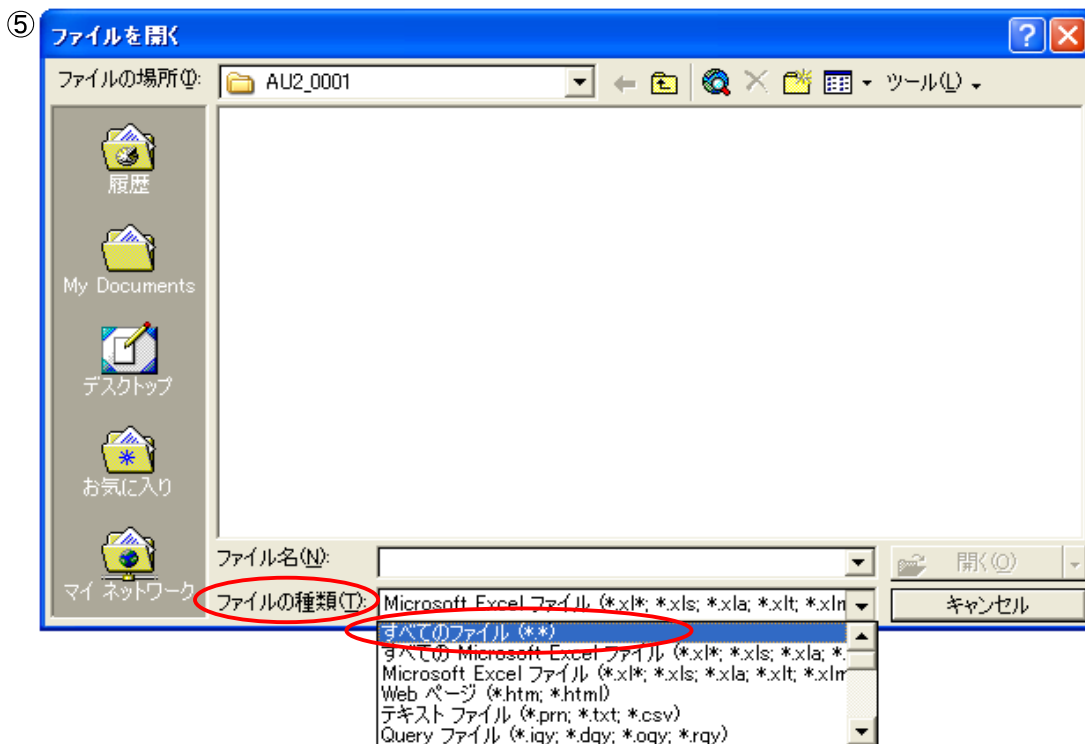 ⑤
ファイルを開く
ファイルの場所(I):
AU2_0001
ツール(L)
履歴
My Documents
デスクトップ
お気に入り
マイ ネットワーク
ファイル名(N):
開く(O)
ファイルの種類(T):
Microsoft Excel ファイル (*.xl*; *.xls; *.xla; *.xlt; *.xln
キャンセル
すべてのファイル (*.*)
すべての Microsoft Excel ファイル (*.xl*; *.xls; *.xla; *.
Microsoft Excel ファイル (*.xl*; *.xls; *.xla; *.xlt; *.xln
Web ページ (*.htm; *.html)
テキスト ファイル (*.prn; *.txt; *.csv)
Query ファイル (*.iqy; *.dqy; *.oqy; *.rqy)